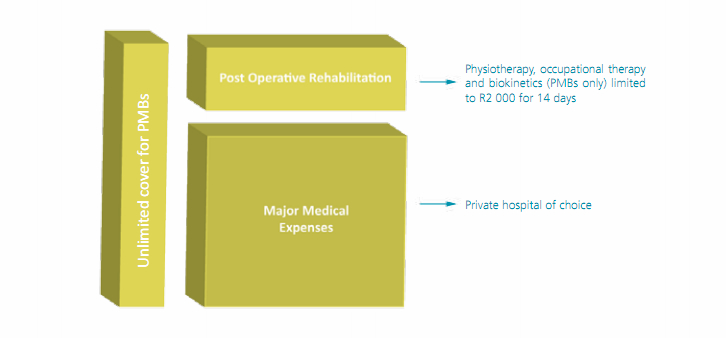 Unlimited cover for PMBs
Post Operative Rehabilitation
Physiotherapy, occupational therapy
and biokinetics (PMBs only) limited
to R2 000 for 14 days
Major Medical
Expenses
Private hospital of choice